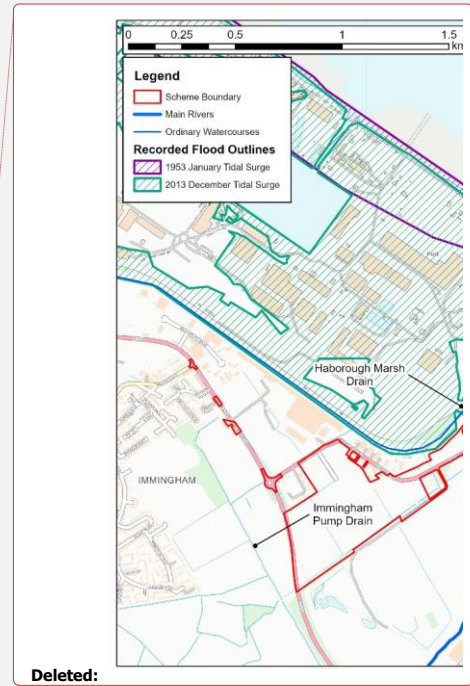 0 0.25 0.5 1 1.5
km
Legend
Scheme Boundary
Main Rivers
Ordinary Watercourses
Recorded Flood Outlines
1953 January Tidal Surge
2013 December Tidal Surge
Port
Haborough Marsh
Drain
IMMINGHAM
Immingham
Pump Drain
Deleted: